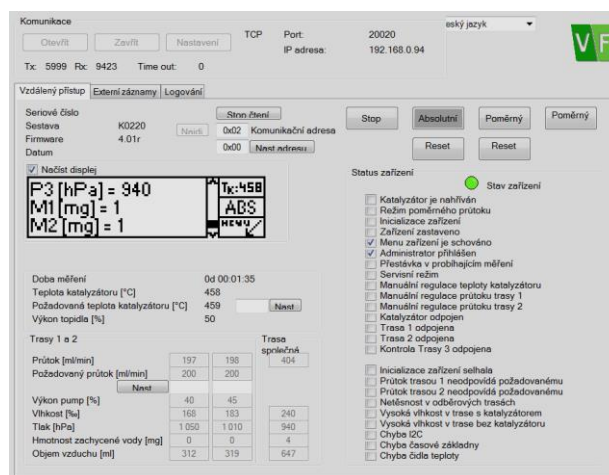 Komunikace
Otevřít Zavřít Nastavení TCP Port: 20020
IP adresa: 192.168.0.94
Tx: 5999 Rx: 9423 Time out: 0
eský jazyk
VF
Vzdálený přístup Externí záznamy Logování
Seriové číslo
Sestava K0220
Firmware 4.01r
Datum
Najdi
Stop čtení
0x02 Komunikační adresa
0x00 Nast adresu
Stop Absolutní Poměrný Poměrný
Reset Reset
Načíst displej
P3 [hPa] = 940
M1 [mg] = 1
M2 [mg] = 1
Tк:458
ABS
MENU
Status zařízení
Stav zařízení
Katalyzátor je nahříván
Režim poměrného průtoku
Inicializace zařízení
Zařízení zastaveno
Menu zařízení je schováno
Administrator přihlášen
Přestávka v probíhajícím měření
Servisní režim
Manuální regulace teploty katalyzátoru
Manuální regulace průtoku trasy 1
Manuální regulace průtoku trasy 2
Katalyzátor odpojen
Trasa 1 odpojena
Trasa 2 odpojena
Kontrola Trasy 3 odpojena
Inicializace zařízení selhala
Průtok trasou 1 neodpovídá požadovanému
Průtok trasou 2 neodpovídá požadovanému
Netěsnost v odběrových trasách
Vysoká vlhkost v trase s katalyzátorem
Vysoká vlhkost v trase bez katalyzátoru
Chyba I2C
Chyba časové základny
Chyba čidla teploty
Doba měření 0d 00:01:35
Teplota katalyzátoru [°C] 458
Požadovaná teplota katalyzátoru [°C] 459 Nast
Výkon topidla [%] 50
Trasy 1 a 2
Trasa
společná
Průtok [ml/min] 197 198 404
Požadovaný průtok [ml/min] 200 200
Nast
Výkon pump [%] 40 45
Vlhkost [‰] 168 183 240
Tlak [hPa] 1 050 1 010 940
Hmotnost zachycené vody [mg] 0 0 4
Objem vzduchu [ml] 312 319 647